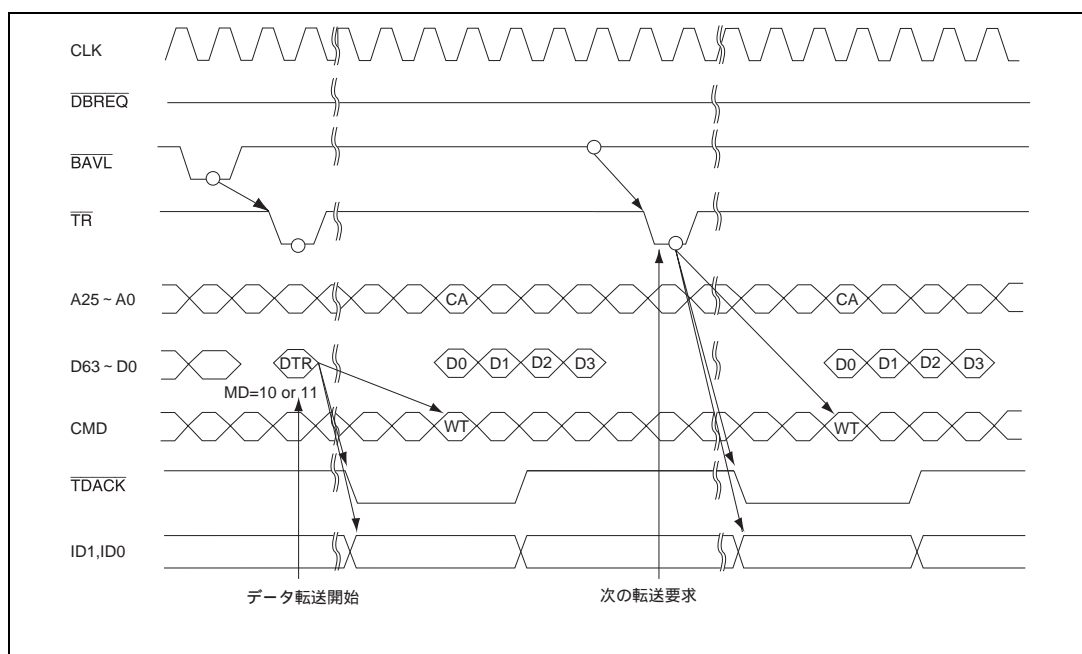 CLK
DBREQ
BAVL
TR
A25~A0 CA CA
D63~D0 DTR D0 D1 D2 D3 D0 D1 D2 D3
MD=10 or 11
CMD WT WT
TDACK
ID1,ID0
データ転送開始 次の転送要求